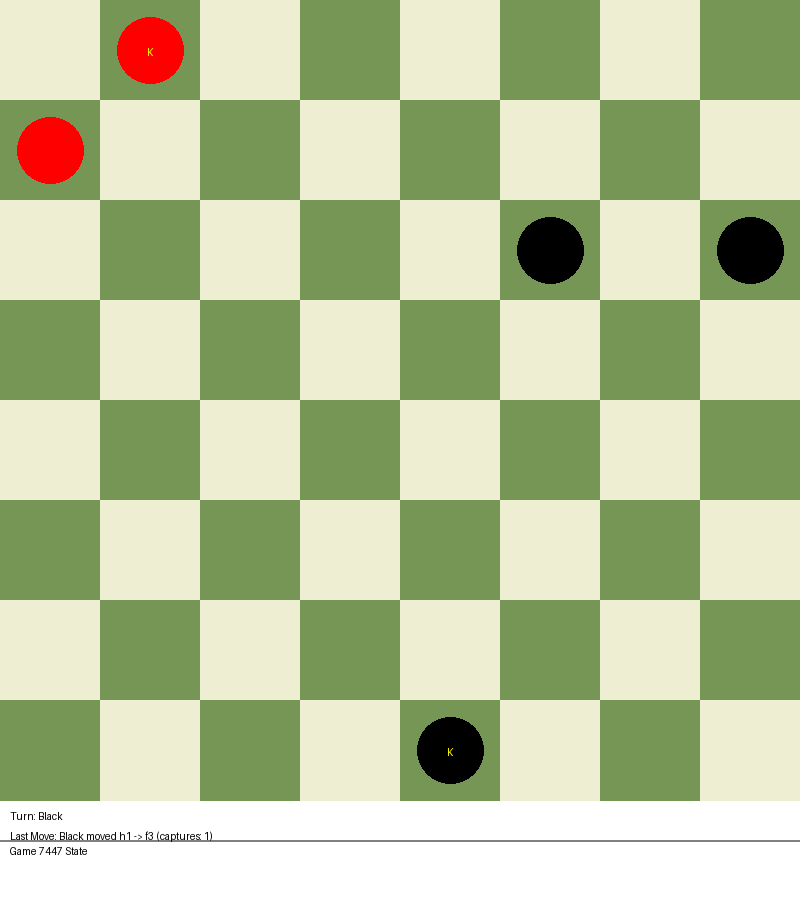 K
K
Turn: Black
Last Move: Black moved h1 -> f3 (captures: 1)
Game 7447 State